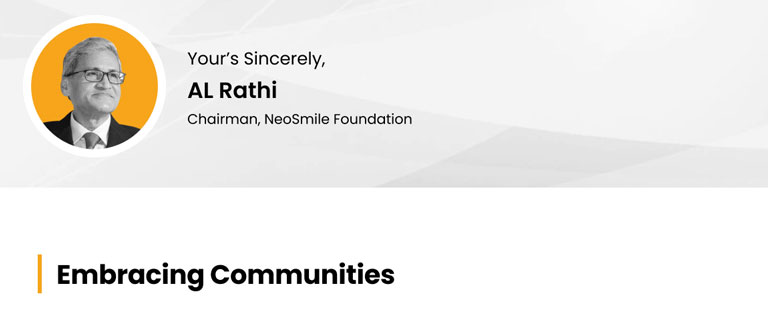 Your’s Sincerely,
AL Rathi
Chairman, NeoSmile Foundation
Embracing Communities